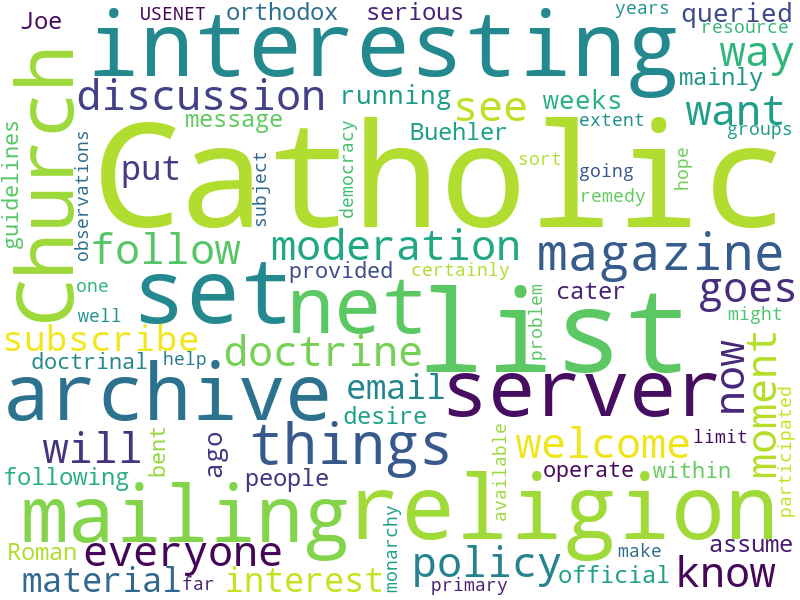 Joe
USENET
orthodox
serious
years
queried
interesting
resource
way
Church
discussion
running
see
weeks
mainly
want
message
Buehler
extent
groups
guidelines
observations
Catholic
put
subject
democracy
sort
going
remedy
hope
follow
moderation
magazine
provided
certainly
one
set
net
list
cater
goes
well
problem
might
subscribe
doctrine
doctrinal
help
archive
email
server
now
moment
desire
will
ago
things
welcome
limit
bent
following
people
available
operate
within
participated
mailing
religion
Roman
everyone
monarchy
policy
make
assume
material
far
interest
primary
official
know